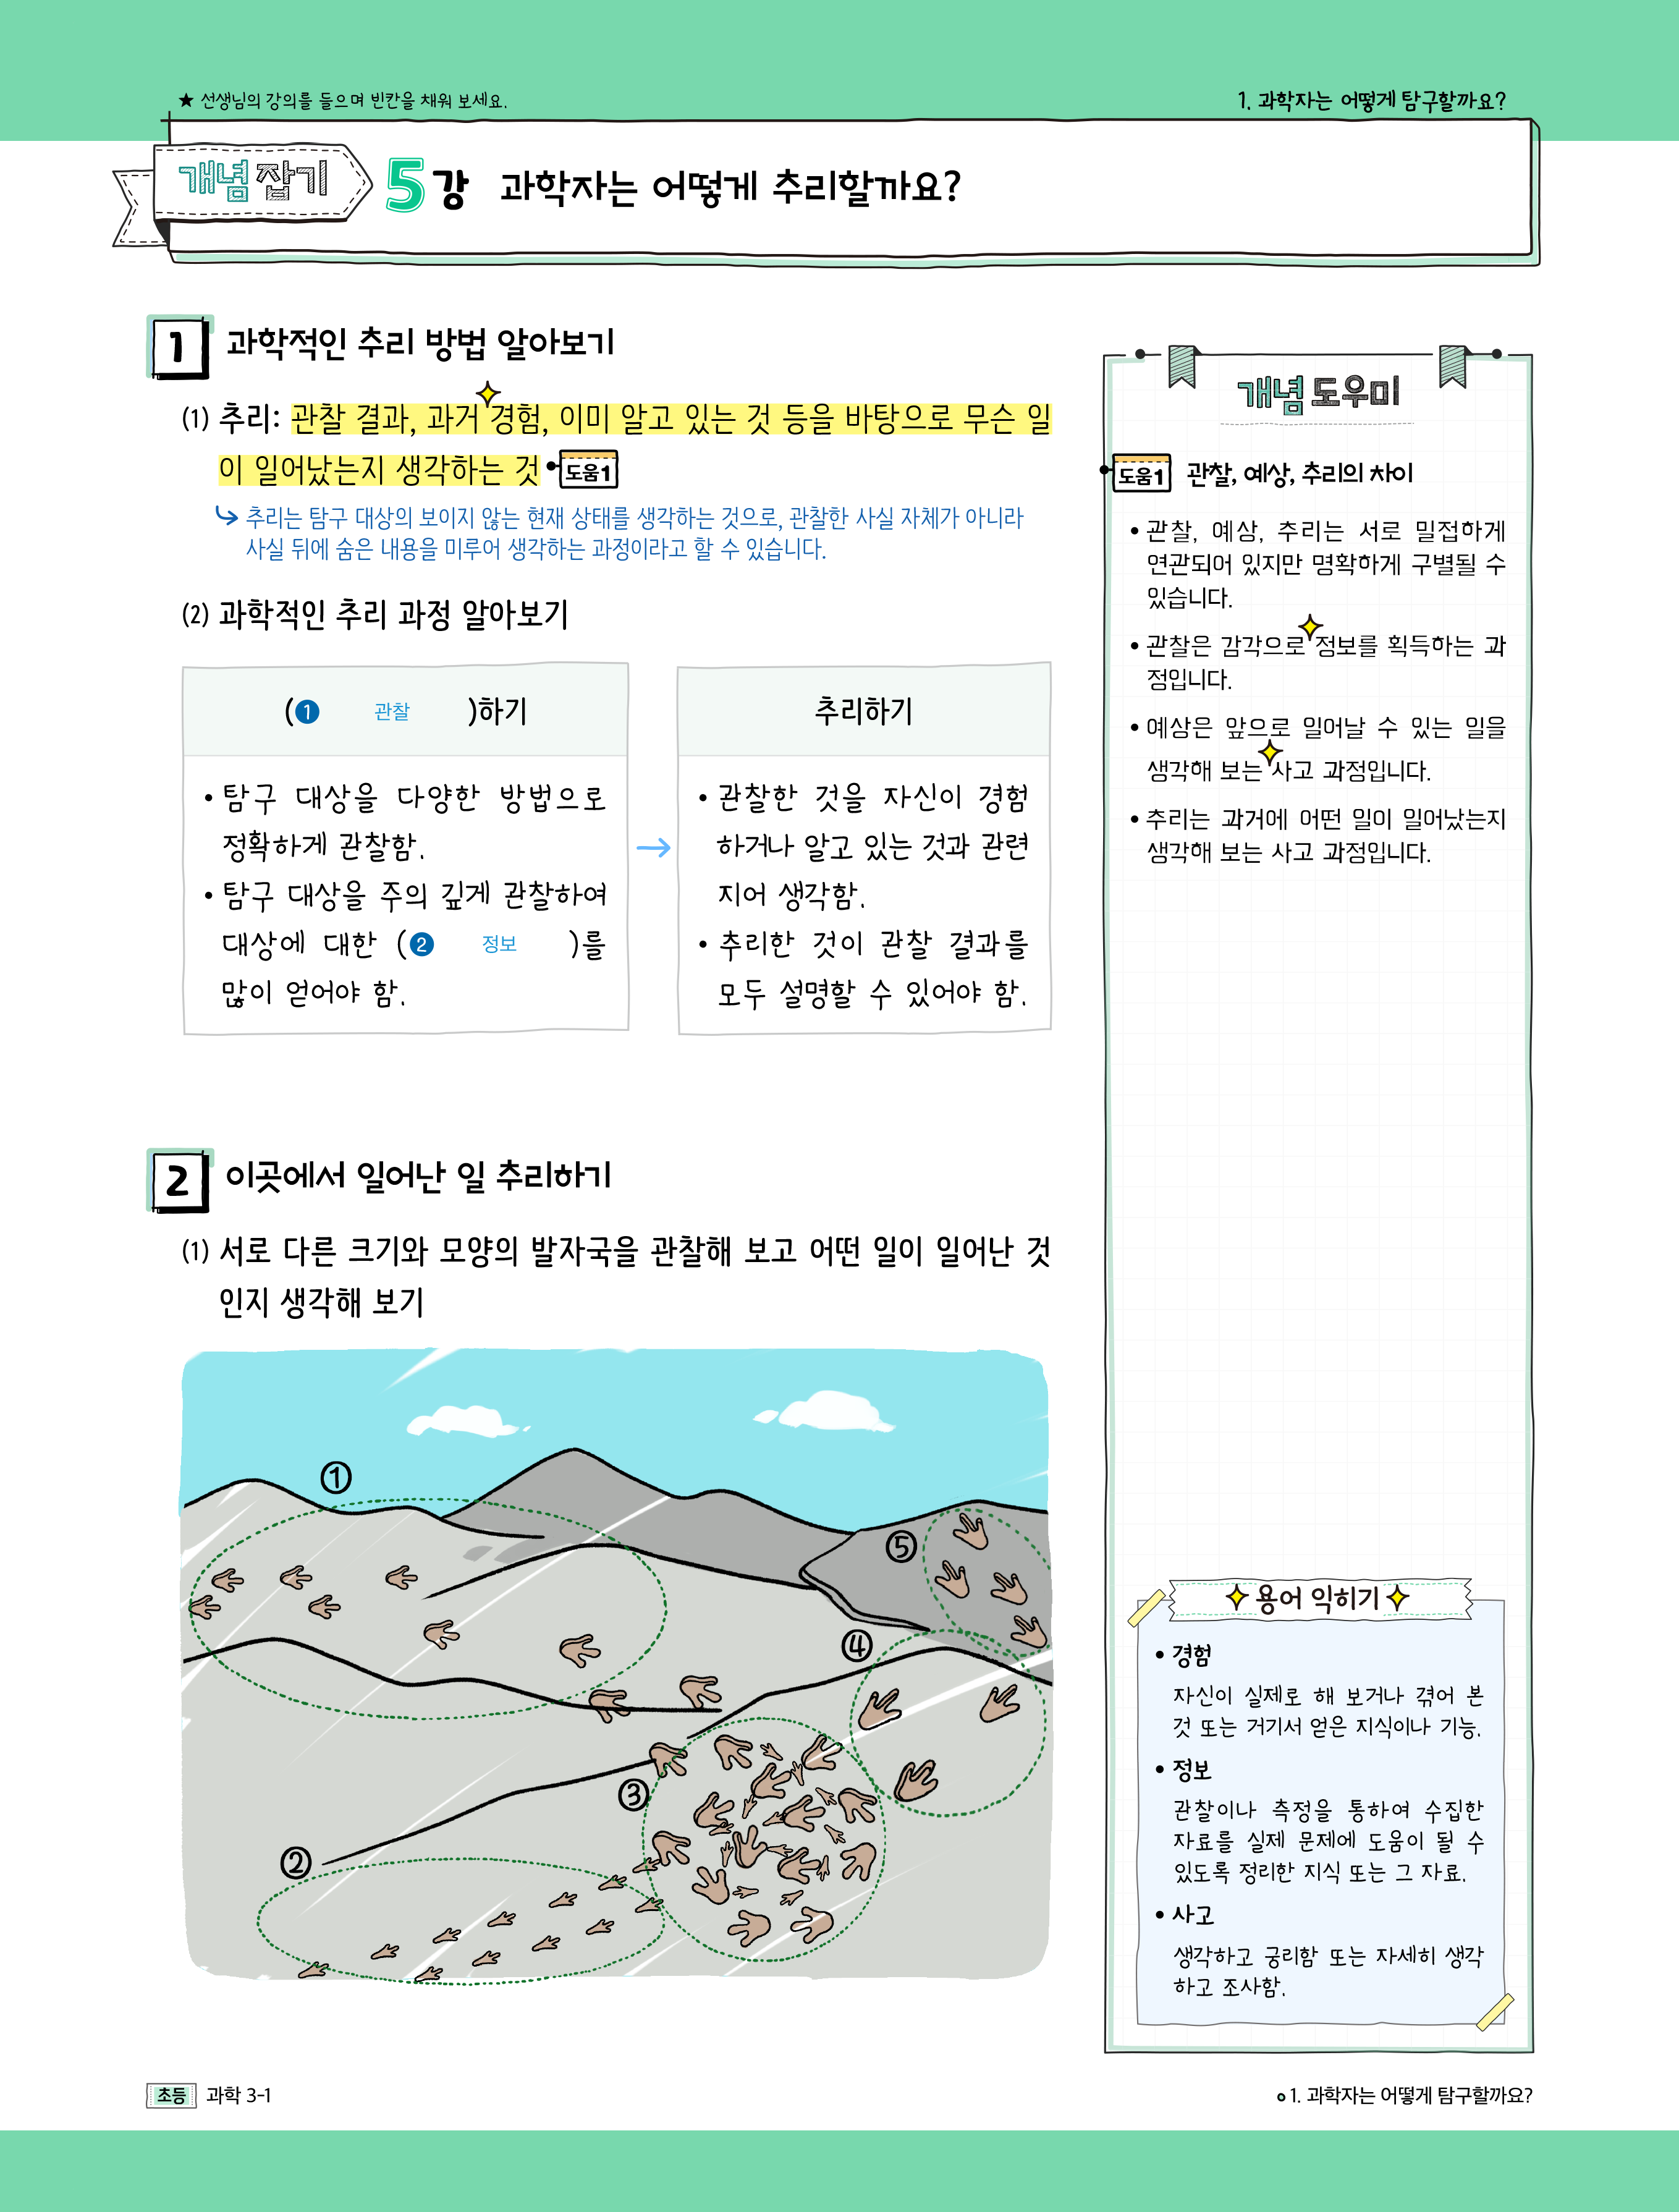 ★ 선생님의 강의를 들으며 빈칸을 채워 보세요.
1. 과학자는 어떻게 탐구할까요?
개념 잡기 5강 과학자는 어떻게 추리할까요?
1 과학적인 추리 방법 알아보기
(1) 추리: 관찰 결과, 과거 경험, 이미 알고 있는 것 등을 바탕으로 무슨 일
이 일어났는지 생각하는 것 도움1
추리는 탐구 대상의 보이지 않는 현재 상태를 생각하는 것으로, 관찰한 사실 자체가 아니라
사실 뒤에 숨은 내용을 미루어 생각하는 과정이라고 할 수 있습니다.
(2) 과학적인 추리 과정 알아보기
(1 관찰 )하기
• 탐구 대상을 다양한 방법으로
정확하게 관찰함.
• 탐구 대상을 주의 깊게 관찰하여
대상에 대한 (2 정보 )를
많이 얻어야 함.
→
추리하기
• 관찰한 것을 자신이 경험
하거나 알고 있는 것과 관련
지어 생각함.
• 추리한 것이 관찰 결과를
모두 설명할 수 있어야 함.
2 이곳에서 일어난 일 추리하기
(1) 서로 다른 크기와 모양의 발자국을 관찰해 보고 어떤 일이 일어난 것
인지 생각해 보기
①
⑤
④
③
②
개념 도우미
도움1 관찰, 예상, 추리의 차이
• 관찰, 예상, 추리는 서로 밀접하게
연관되어 있지만 명확하게 구별될 수
있습니다.
• 관찰은 감각으로 정보를 획득하는 과
정입니다.
• 예상은 앞으로 일어날 수 있는 일을
생각해 보는 사고 과정입니다.
• 추리는 과거에 어떤 일이 일어났는지
생각해 보는 사고 과정입니다.
용어 익히기
• 경험
자신이 실제로 해 보거나 겪어 본
것 또는 거기서 얻은 지식이나 기능.
• 정보
관찰이나 측정을 통하여 수집한
자료를 실제 문제에 도움이 될 수
있도록 정리한 지식 또는 그 자료.
• 사고
생각하고 궁리함 또는 자세히 생각
하고 조사함.
초등 과학 3-1
1. 과학자는 어떻게 탐구할까요?